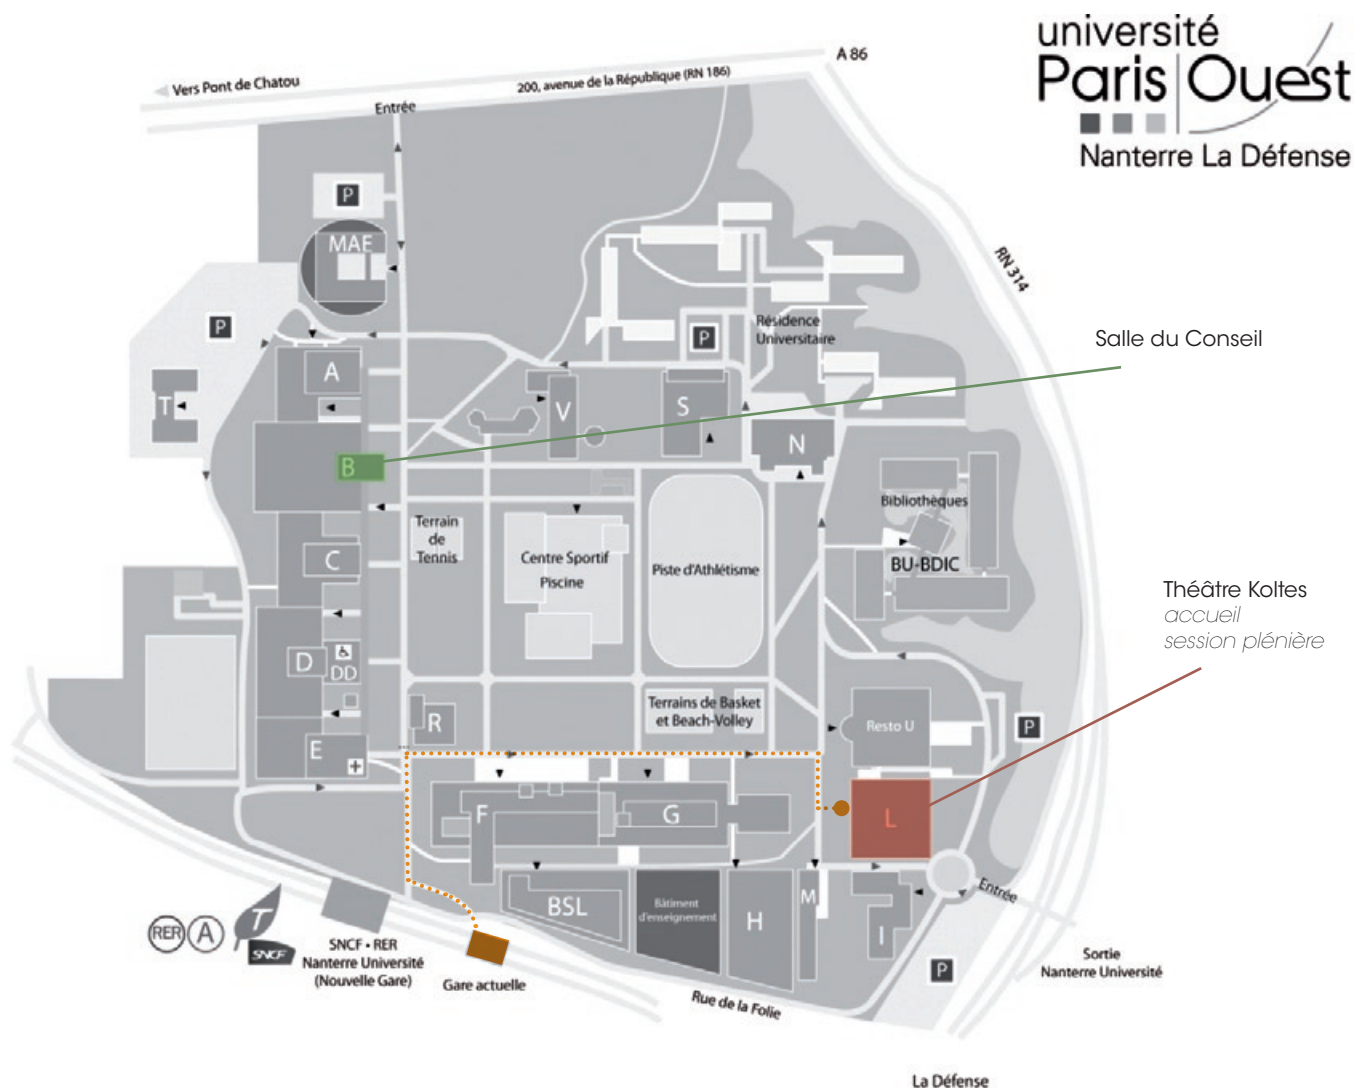 université
Paris Ouest
Nanterre La Défense
A 86
Vers Pont de Chatou
200, avenue de la République (RN 186)
Entrée
P
MAE
RN 314
P
Résidence
Universitaire
P
Salle du Conseil
A
T
V
S
N
B
Bibliothèques
Terrain
de
Tennis
Centre Sportif
Piscine
Piste d'Athlétisme
BU-BDIC
C
Théâtre Koltes
accueil
session plénière
D
DD
R
Terrains de Basket
et Beach-Volley
Resto U
P
E
F
G
L
BSL
Bâtiment
d'enseignement
H
M
I
Entrée
RER A
T
SNCF
SNCF • RER
Nanterre Université
(Nouvelle Gare)
Gare actuelle
P
Sortie
Nanterre Université
Rue de la Folie
La Défense